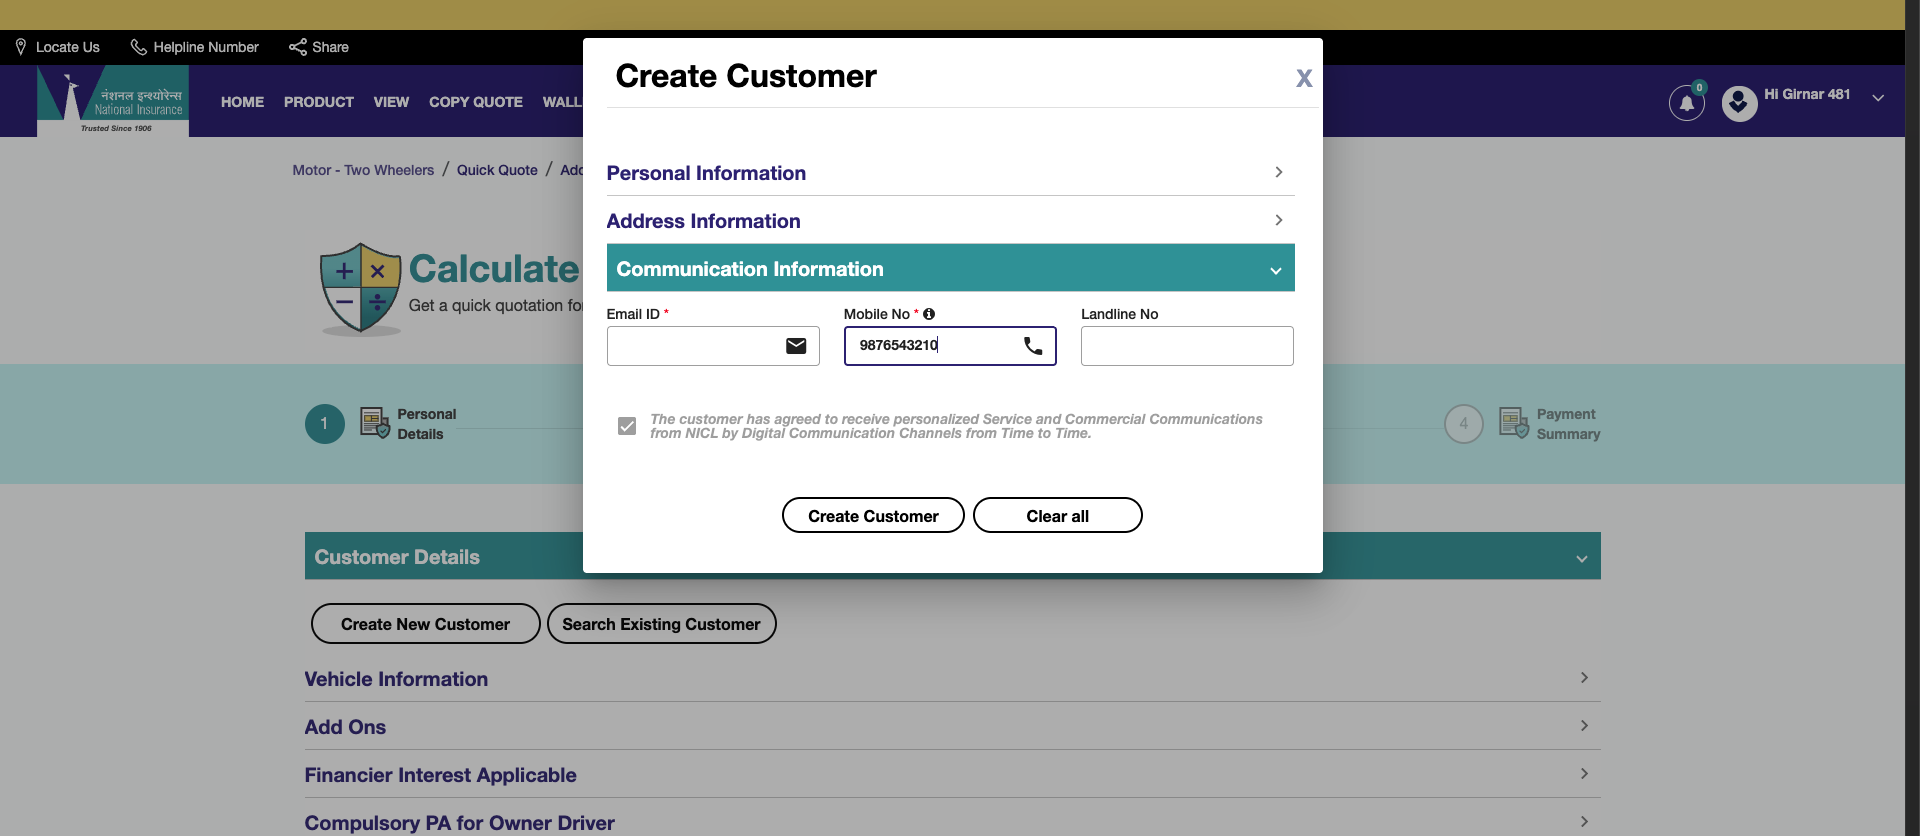 Locate Us
Helpline Number
Share
Create Customer
X
नेशनल इन्श्योरेन्स
National Insurance
Trusted Since 1906
HOME
PRODUCT
VIEW
COPY QUOTE
WALL
0
Hi Girnar 481
Motor - Two Wheelers / Quick Quote / Add
Personal Information
Address Information
Communication Information
Calculate
Get a quick quotation for
Email ID *
Mobile No *
Landline No
9876543210
1
Personal
Details
The customer has agreed to receive personalized Service and Commercial Communications
from NICL by Digital Communication Channels from Time to Time.
4
Payment
Summary
Create Customer
Clear all
Customer Details
Create New Customer
Search Existing Customer
Vehicle Information
Add Ons
Financier Interest Applicable
Compulsory PA for Owner Driver